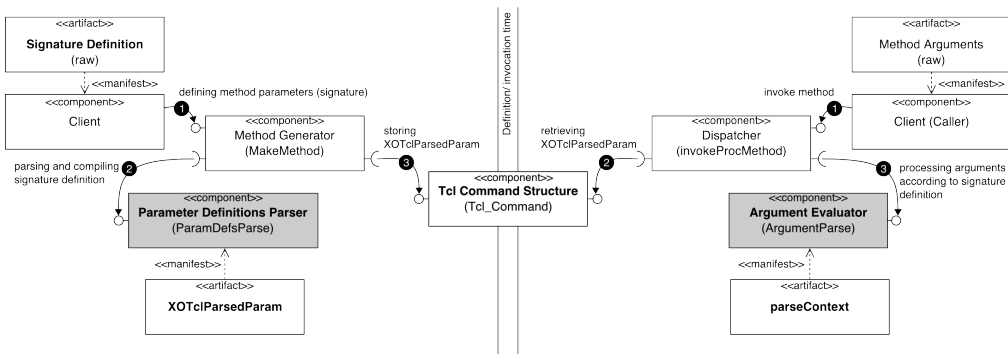 <<artifact>>
Signature Definition
(raw)
<<manifest>>
<<component>>
Client
1
defining method parameters (signature)
<<component>>
Method Generator
(MakeMethod)
parsing and compiling
signature definition
2
<<component>>
Parameter Definitions Parser
(ParamDefsParse)
<<manifest>>
<<artifact>>
XOTclParsedParam
storing
XOTclParsedParam
3
<<component>>
Tcl Command Structure
(Tcl_Command)
Definition/ invocation time
retrieving
XOTclParsedParam
2
<<component>>
Dispatcher
(invokeProcMethod)
invoke method
1
<<artifact>>
Method Arguments
(raw)
<<manifest>>
<<component>>
Client (Caller)
3
processing arguments
according to signature
definition
<<component>>
Argument Evaluator
(ArgumentParse)
<<manifest>>
<<artifact>>
parseContext